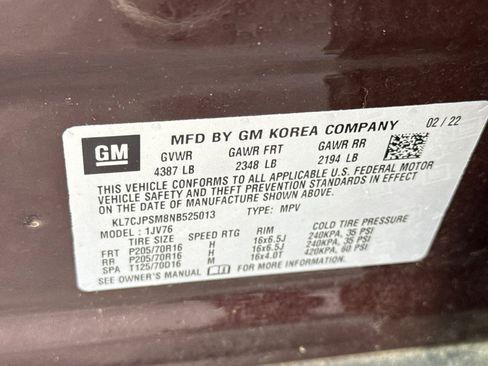 GM
MFD BY GM KOREA COMPANY 02 / 22
GVWR GAWR FRT GAWR RR
4387 LB 2348 LB 2194 LB
THIS VEHICLE CONFORMS TO ALL APPLICABLE U.S. FEDERAL MOTOR
VEHICLE SAFETY AND THEFT PREVENTION STANDARDS IN EFFECT ON
THE DATE OF MANUFACTURE SHOWN ABOVE.
KL7CJPSM8NB525013 TYPE: MPV
MODEL: 1JV76
TIRE SIZE SPEED RTG RIM COLD TIRE PRESSURE
FRT P205/70R16 H 16x6.5J 240KPA, 35 PSI
RR P205/70R16 H 16x6.5J 240KPA, 35 PSI
SPA T125/70D16 M 16x4.0T 420KPA, 60 PSI
SEE OWNER'S MANUAL FOR MORE INFORMATION.